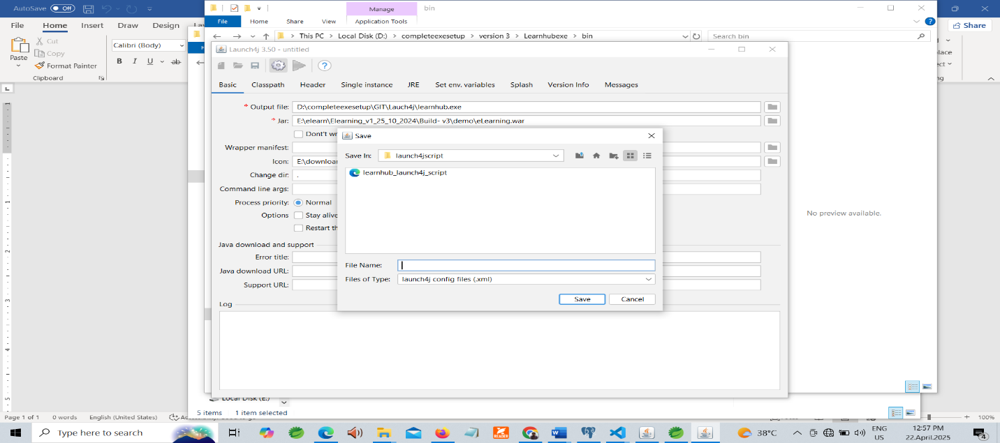 AutoSave Off
File Home Insert Draw Design
Paste
Cut
Copy
Format Painter
Clipboard
Calibri (Body)
B I U ab
Manage
bin
File Home Share View Application Tools
This PC > Local Disk (D:) > completeexesetup > version 3 > Learnhubexe > bin
Search bin
Share
Launch4j 3.50 - untitled
Basic Classpath Header Single instance JRE Set env. variables Splash Version Info Messages
* Output file: D:\completeexesetup\GIT\Lauch4j\learnhub.exe
* Jar: E:\elearn\Elearning_v1_25_10_2024\Build- v3\demo\eLearning.war
Don't wr
Wrapper manifest:
Icon: E:\downloa
Change dir: .
Command line args:
Process priority: Normal
Options Stay alive
Restart th
Java download and support
Error title:
Java download URL:
Support URL:
Log
Save
Save In: launch4jscript
learnhub_launch4j_script
File Name:
Files of Type: launch4j config files (.xml)
Save Cancel
No preview available.
Local Disk (E:)
5 items 1 item selected
Page 1 of 1 0 words English (United States)
100%
Type here to search
38°C
ENG
US
12:57 PM
22.April.2025
4